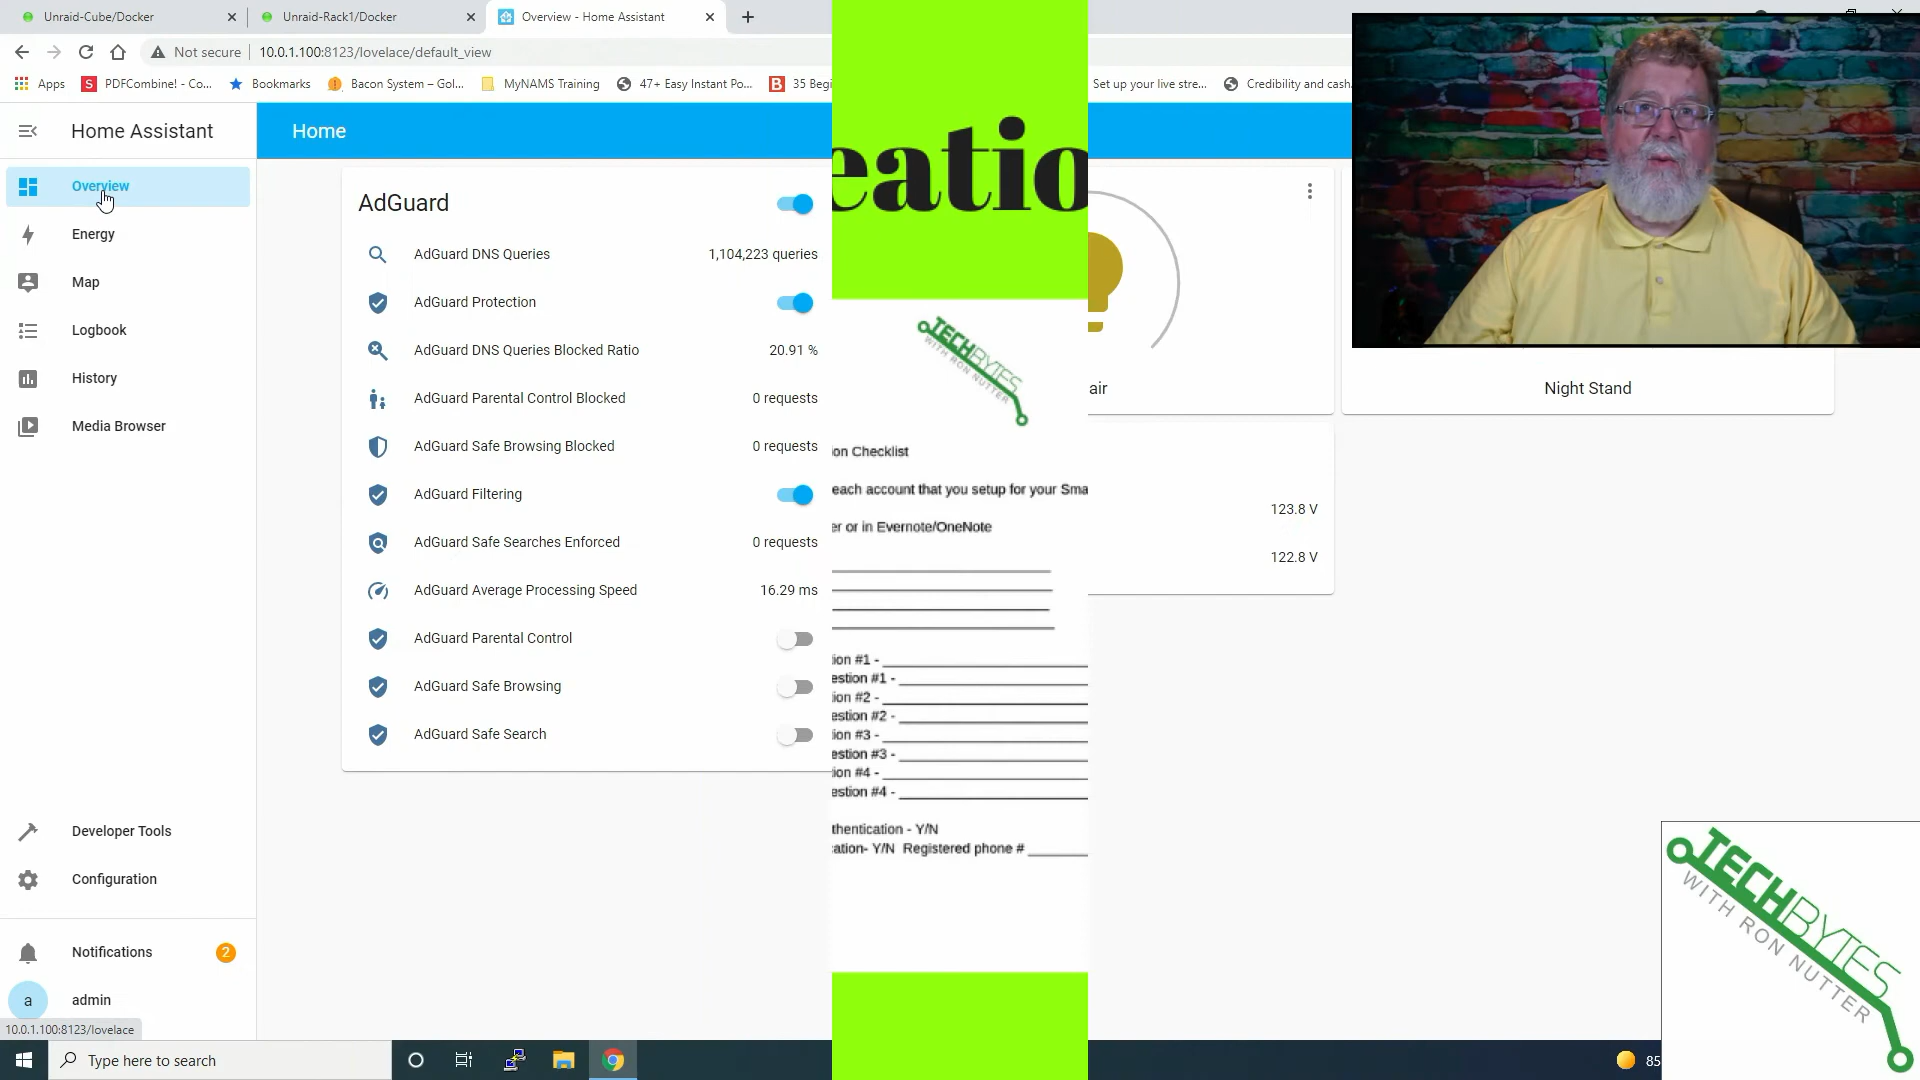 Unraid-Cube/Docker
Unraid-Rack1/Docker
Overview - Home Assistant
Not secure
10.0.1.100:8123/lovelace/default_view
Apps
PDFCombine! - Co...
Bookmarks
Bacon System – Gol...
MyNAMS Training
47+ Easy Instant Po...
35 Begi
Set up your live stre...
Credibility and cash
Home Assistant
Home
Overview
Energy
Map
Logbook
History
Media Browser
Developer Tools
Configuration
Notifications
2
a
admin
10.0.1.100:8123/lovelace
AdGuard
AdGuard DNS Queries
1,104,223 queries
AdGuard Protection
AdGuard DNS Queries Blocked Ratio
20.91 %
AdGuard Parental Control Blocked
0 requests
AdGuard Safe Browsing Blocked
0 requests
AdGuard Filtering
AdGuard Safe Searches Enforced
0 requests
AdGuard Average Processing Speed
16.29 ms
AdGuard Parental Control
AdGuard Safe Browsing
AdGuard Safe Search
eatio
TECHBYTES
WITH RON NUTTER
ion Checklist
each account that you setup for your Sma
er or in Evernote/OneNote
ion #1 -
estion #1 -
ion #2 -
estion #2 -
ion #3 -
estion #3 -
ion #4 -
estion #4 -
thentication - Y/N
cation- Y/N Registered phone #
air
Night Stand
123.8 V
122.8 V
TECHBYTES
WITH RON NUTTER
Type here to search
85